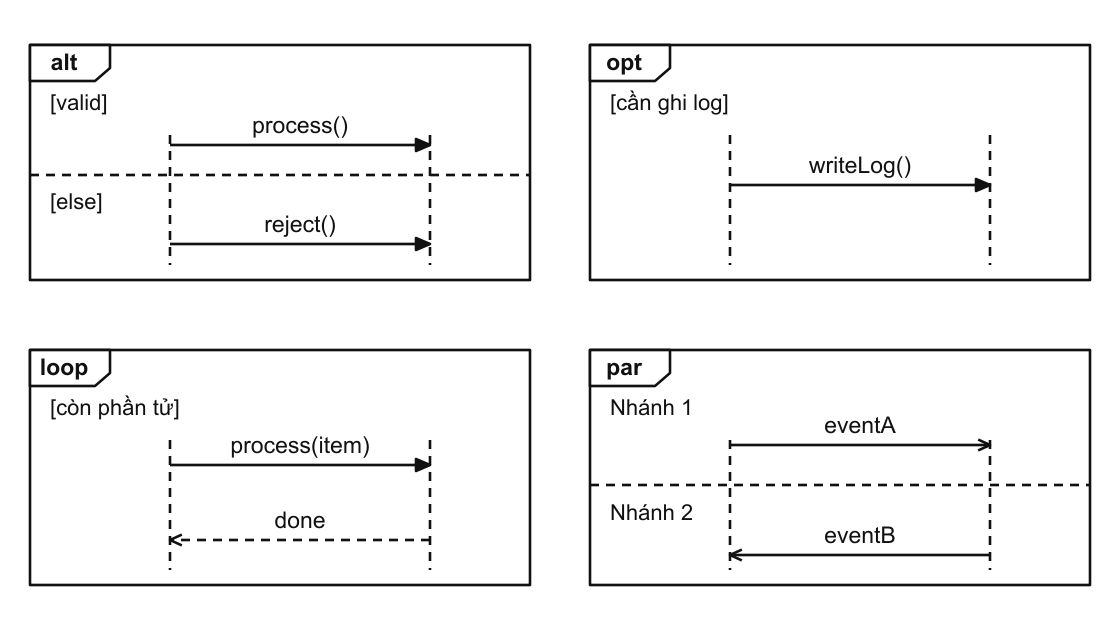 alt
[valid]
process()
[else]
reject()
opt
[cần ghi log]
writeLog()
loop
[còn phần tử]
process(item)
done
par
Nhánh 1
eventA
Nhánh 2
eventB